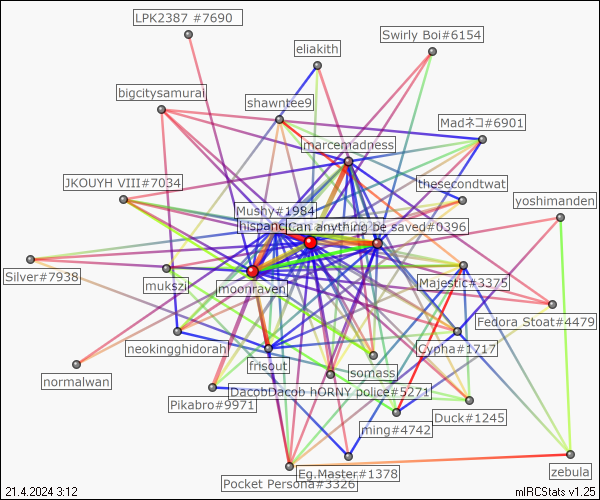 LPK2387 #7690
Swirly Boi#6154
eliakith
bigcitysamurai
shawntee9
Madネコ#6901
marcemadness
JKOUYH VIII#7034
thesecondtwat
yoshimanden
Mushy#1984
Can anything be saved#0396
Silver#7938
mukszi
moonraven
Majestic#3375
Fedora Stoat#4479
neokingghidorah
Cypha#1717
frisout
somass
normalwan
DacobDacob hORNY police#5271
Pikabro#9971
Duck#1245
ming#4742
zebula
Eg.Master#1378
Pocket Persona#3326
21.4.2024 3:12
mIRCStats v1.25